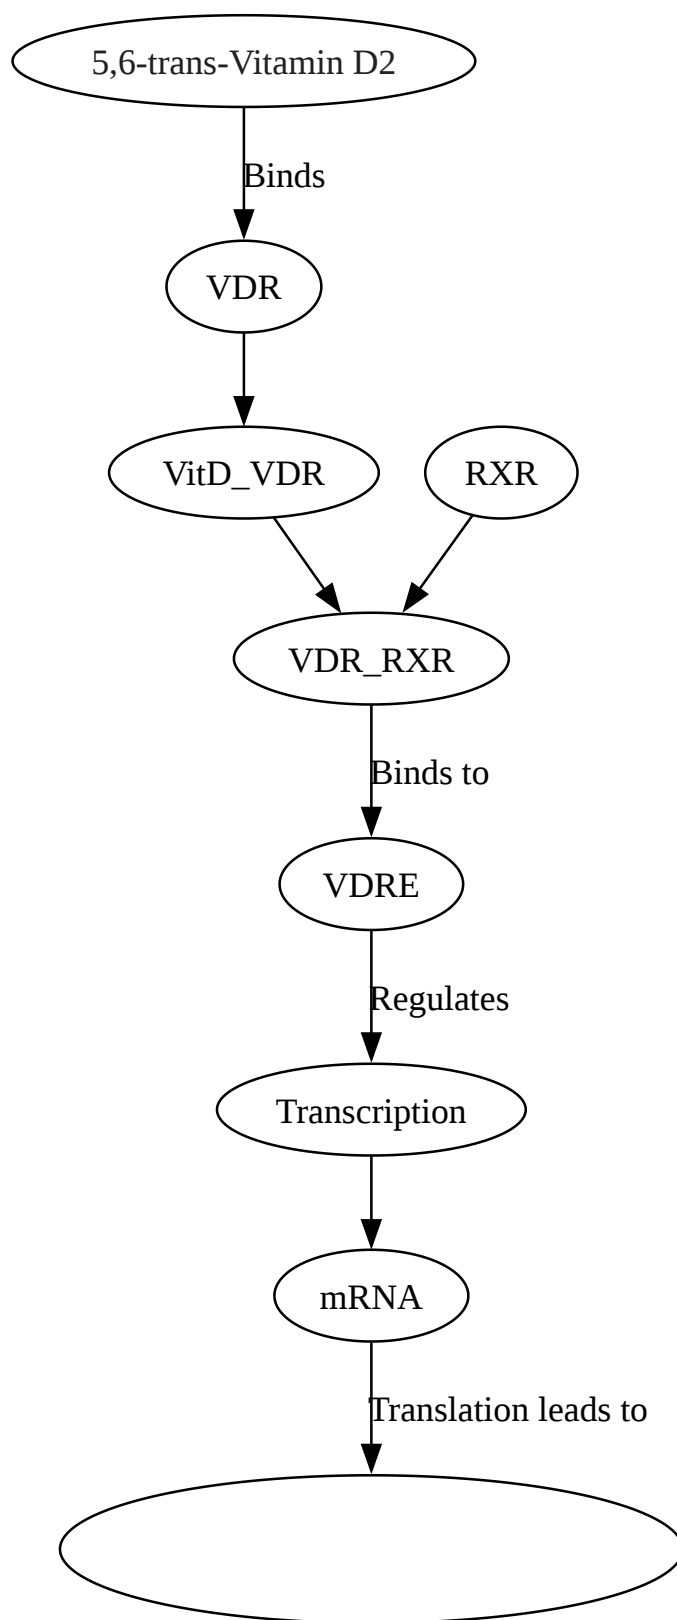 5,6-trans-Vitamin D2
Binds
VDR
VitD_VDR
RXR
VDR_RXR
Binds to
VDRE
Regulates
Transcription
mRNA
Translation leads to